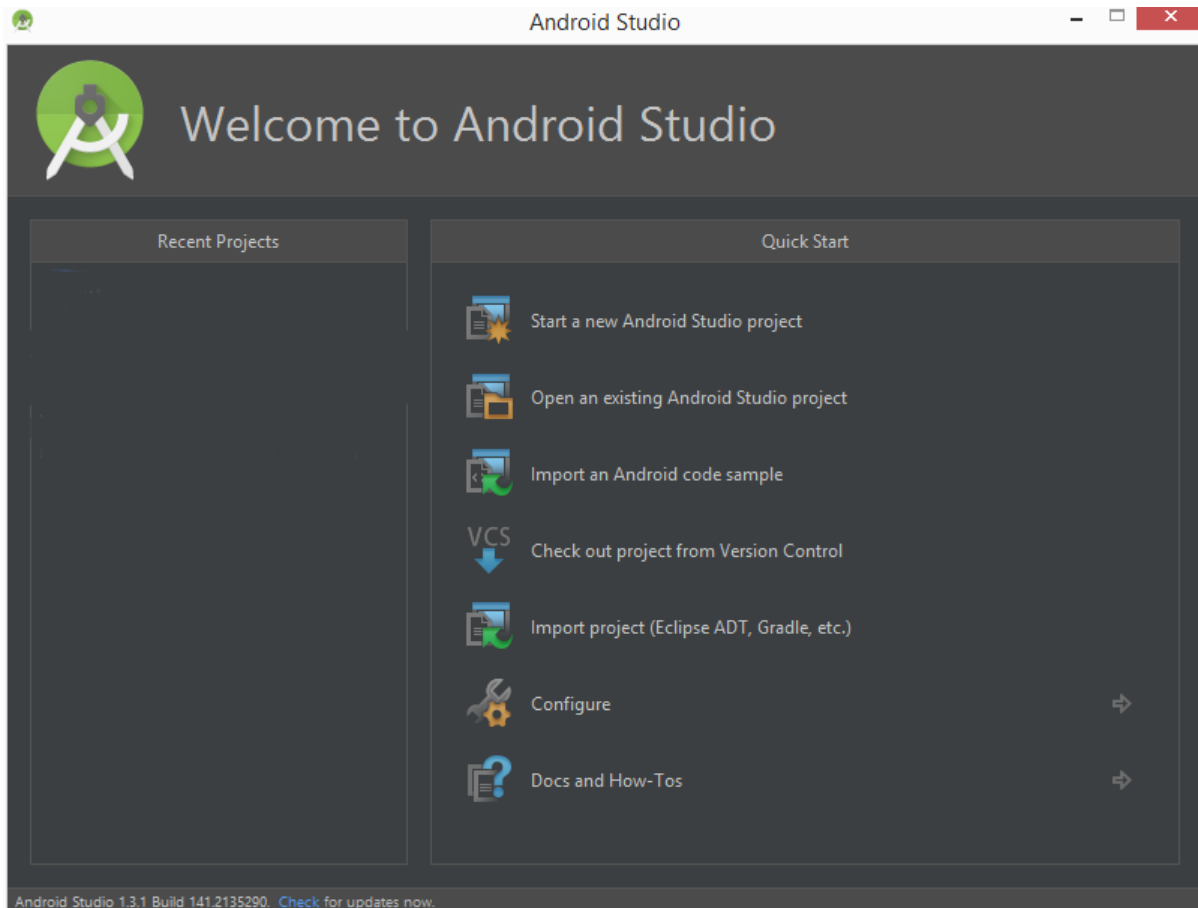 Android Studio
Welcome to Android Studio
Recent Projects
Quick Start
Start a new Android Studio project
Open an existing Android Studio project
Import an Android code sample
VCS
Check out project from Version Control
Import project (Eclipse ADT, Gradle, etc.)
Configure
Docs and How-Tos
Android Studio 1.3.1 Build 141.2135290. Check for updates now.